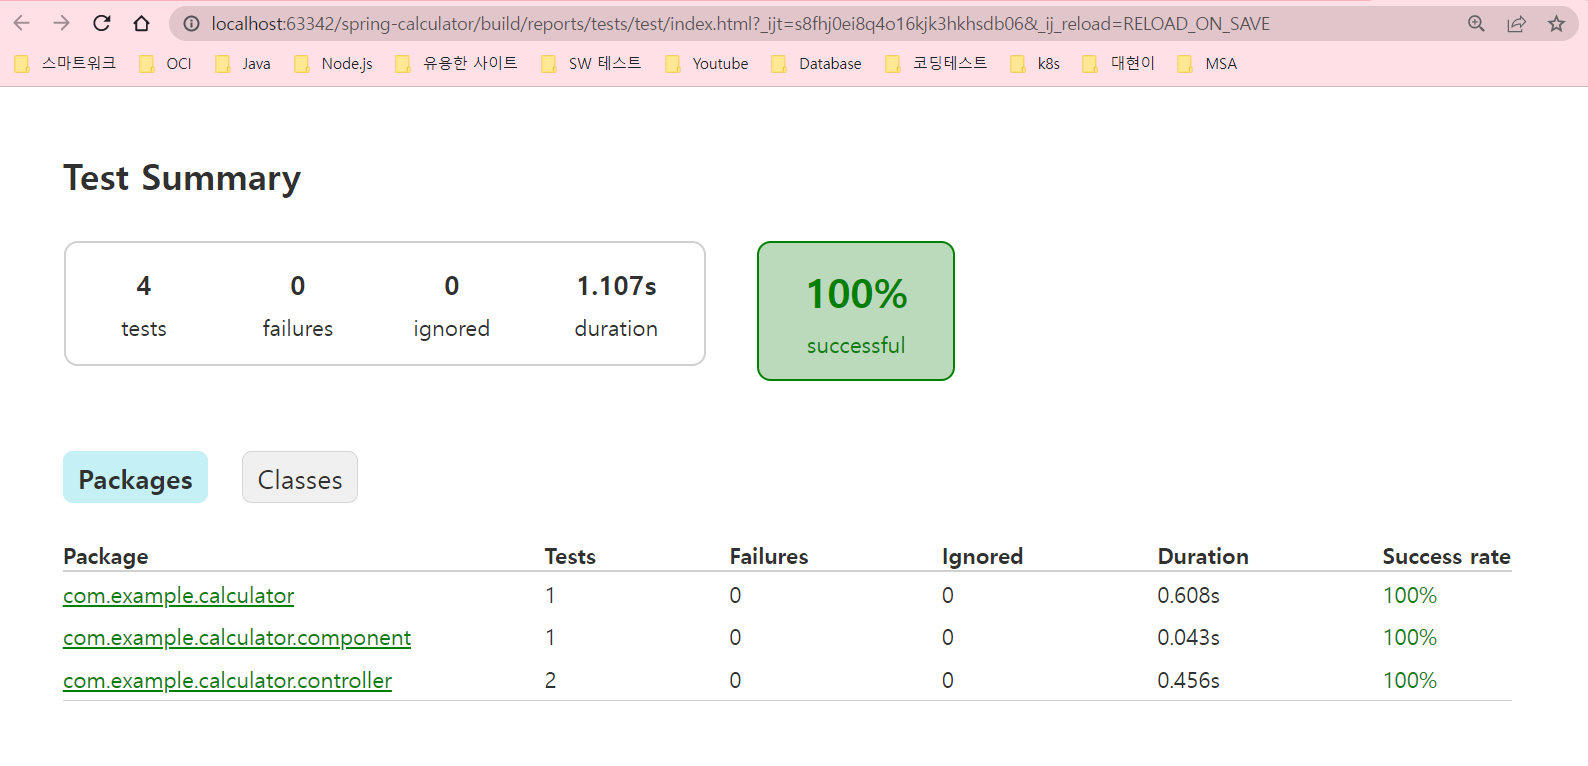 localhost:63342/spring-calculator/build/reports/tests/test/index.html?_ijt=s8fhj0ei8q4o16kjk3hkhsdb06&_ij_reload=RELOAD_ON_SAVE
스마트워크 OCI Java Node.js 유용한 사이트 SW 테스트 Youtube Database 코딩테스트 k8s 대현이 MSA
Test Summary
4 0 0 1.107s
tests failures ignored duration
100%
successful
Packages Classes
Package Tests Failures Ignored Duration Success rate
com.example.calculator 1 0 0 0.608s 100%
com.example.calculator.component 1 0 0 0.043s 100%
com.example.calculator.controller 2 0 0 0.456s 100%